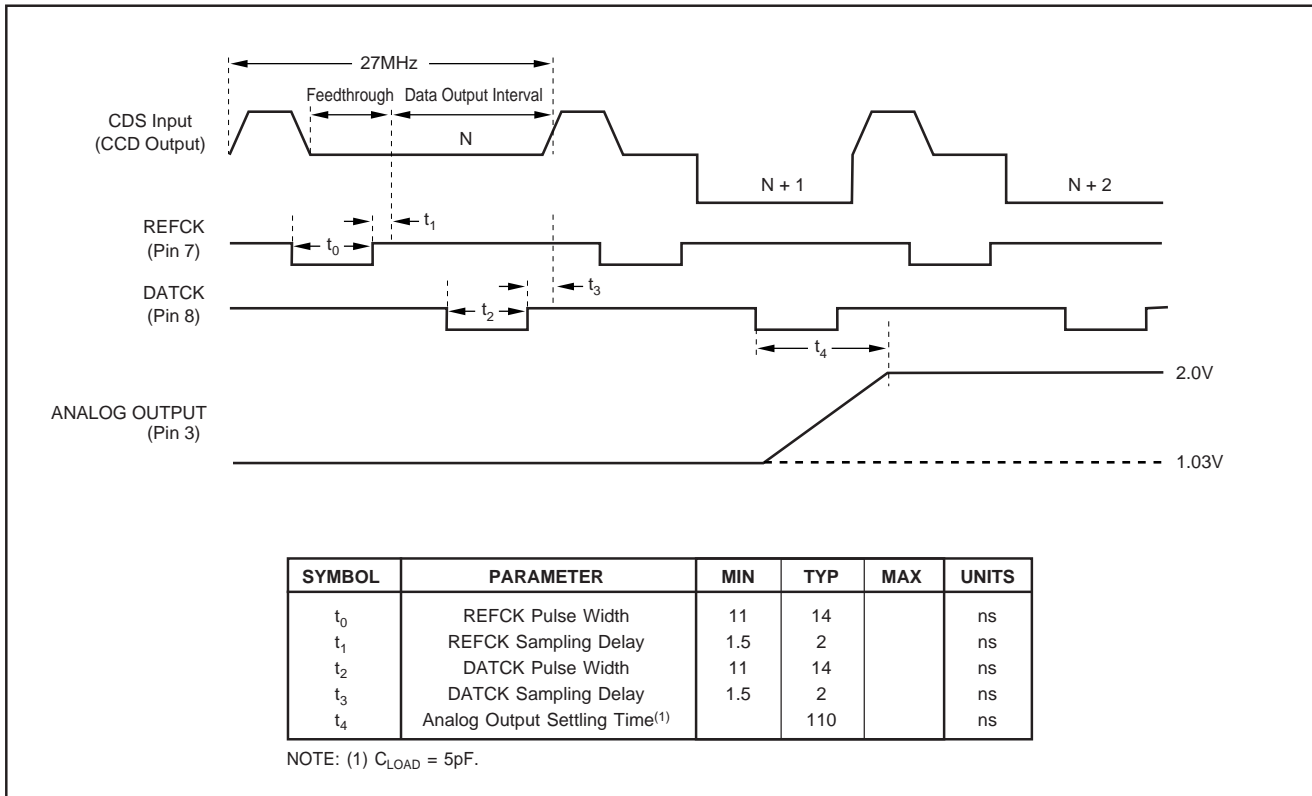 27MHz
Feedthrough Data Output Interval
CDS Input
(CCD Output)
N
N + 1
N + 2
REFCK
(Pin 7)
t0
t1
DATCK
(Pin 8)
t2
t3
t4
ANALOG OUTPUT
(Pin 3)
2.0V
1.03V
SYMBOL PARAMETER MIN TYP MAX UNITS
t0 REFCK Pulse Width 11 14 ns
t1 REFCK Sampling Delay 1.5 2 ns
t2 DATCK Pulse Width 11 14 ns
t3 DATCK Sampling Delay 1.5 2 ns
t4 Analog Output Settling Time(1) 110 ns
NOTE: (1) CLOAD = 5pF.